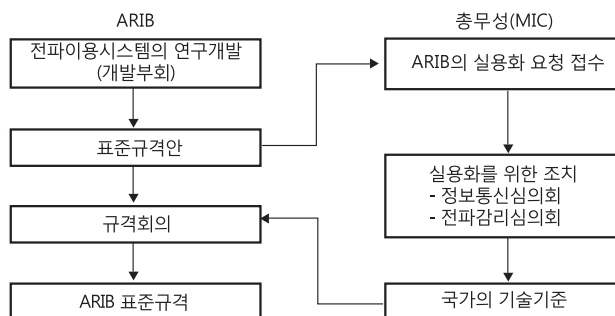 ARIB
전파이용시스템의 연구개발
(개발부회)
표준규격안
규격회의
ARIB 표준규격
총무성(MIC)
ARIB의 실용화 요청 접수
실용화를 위한 조치
- 정보통신심의회
- 전파감리심의회
국가의 기술기준